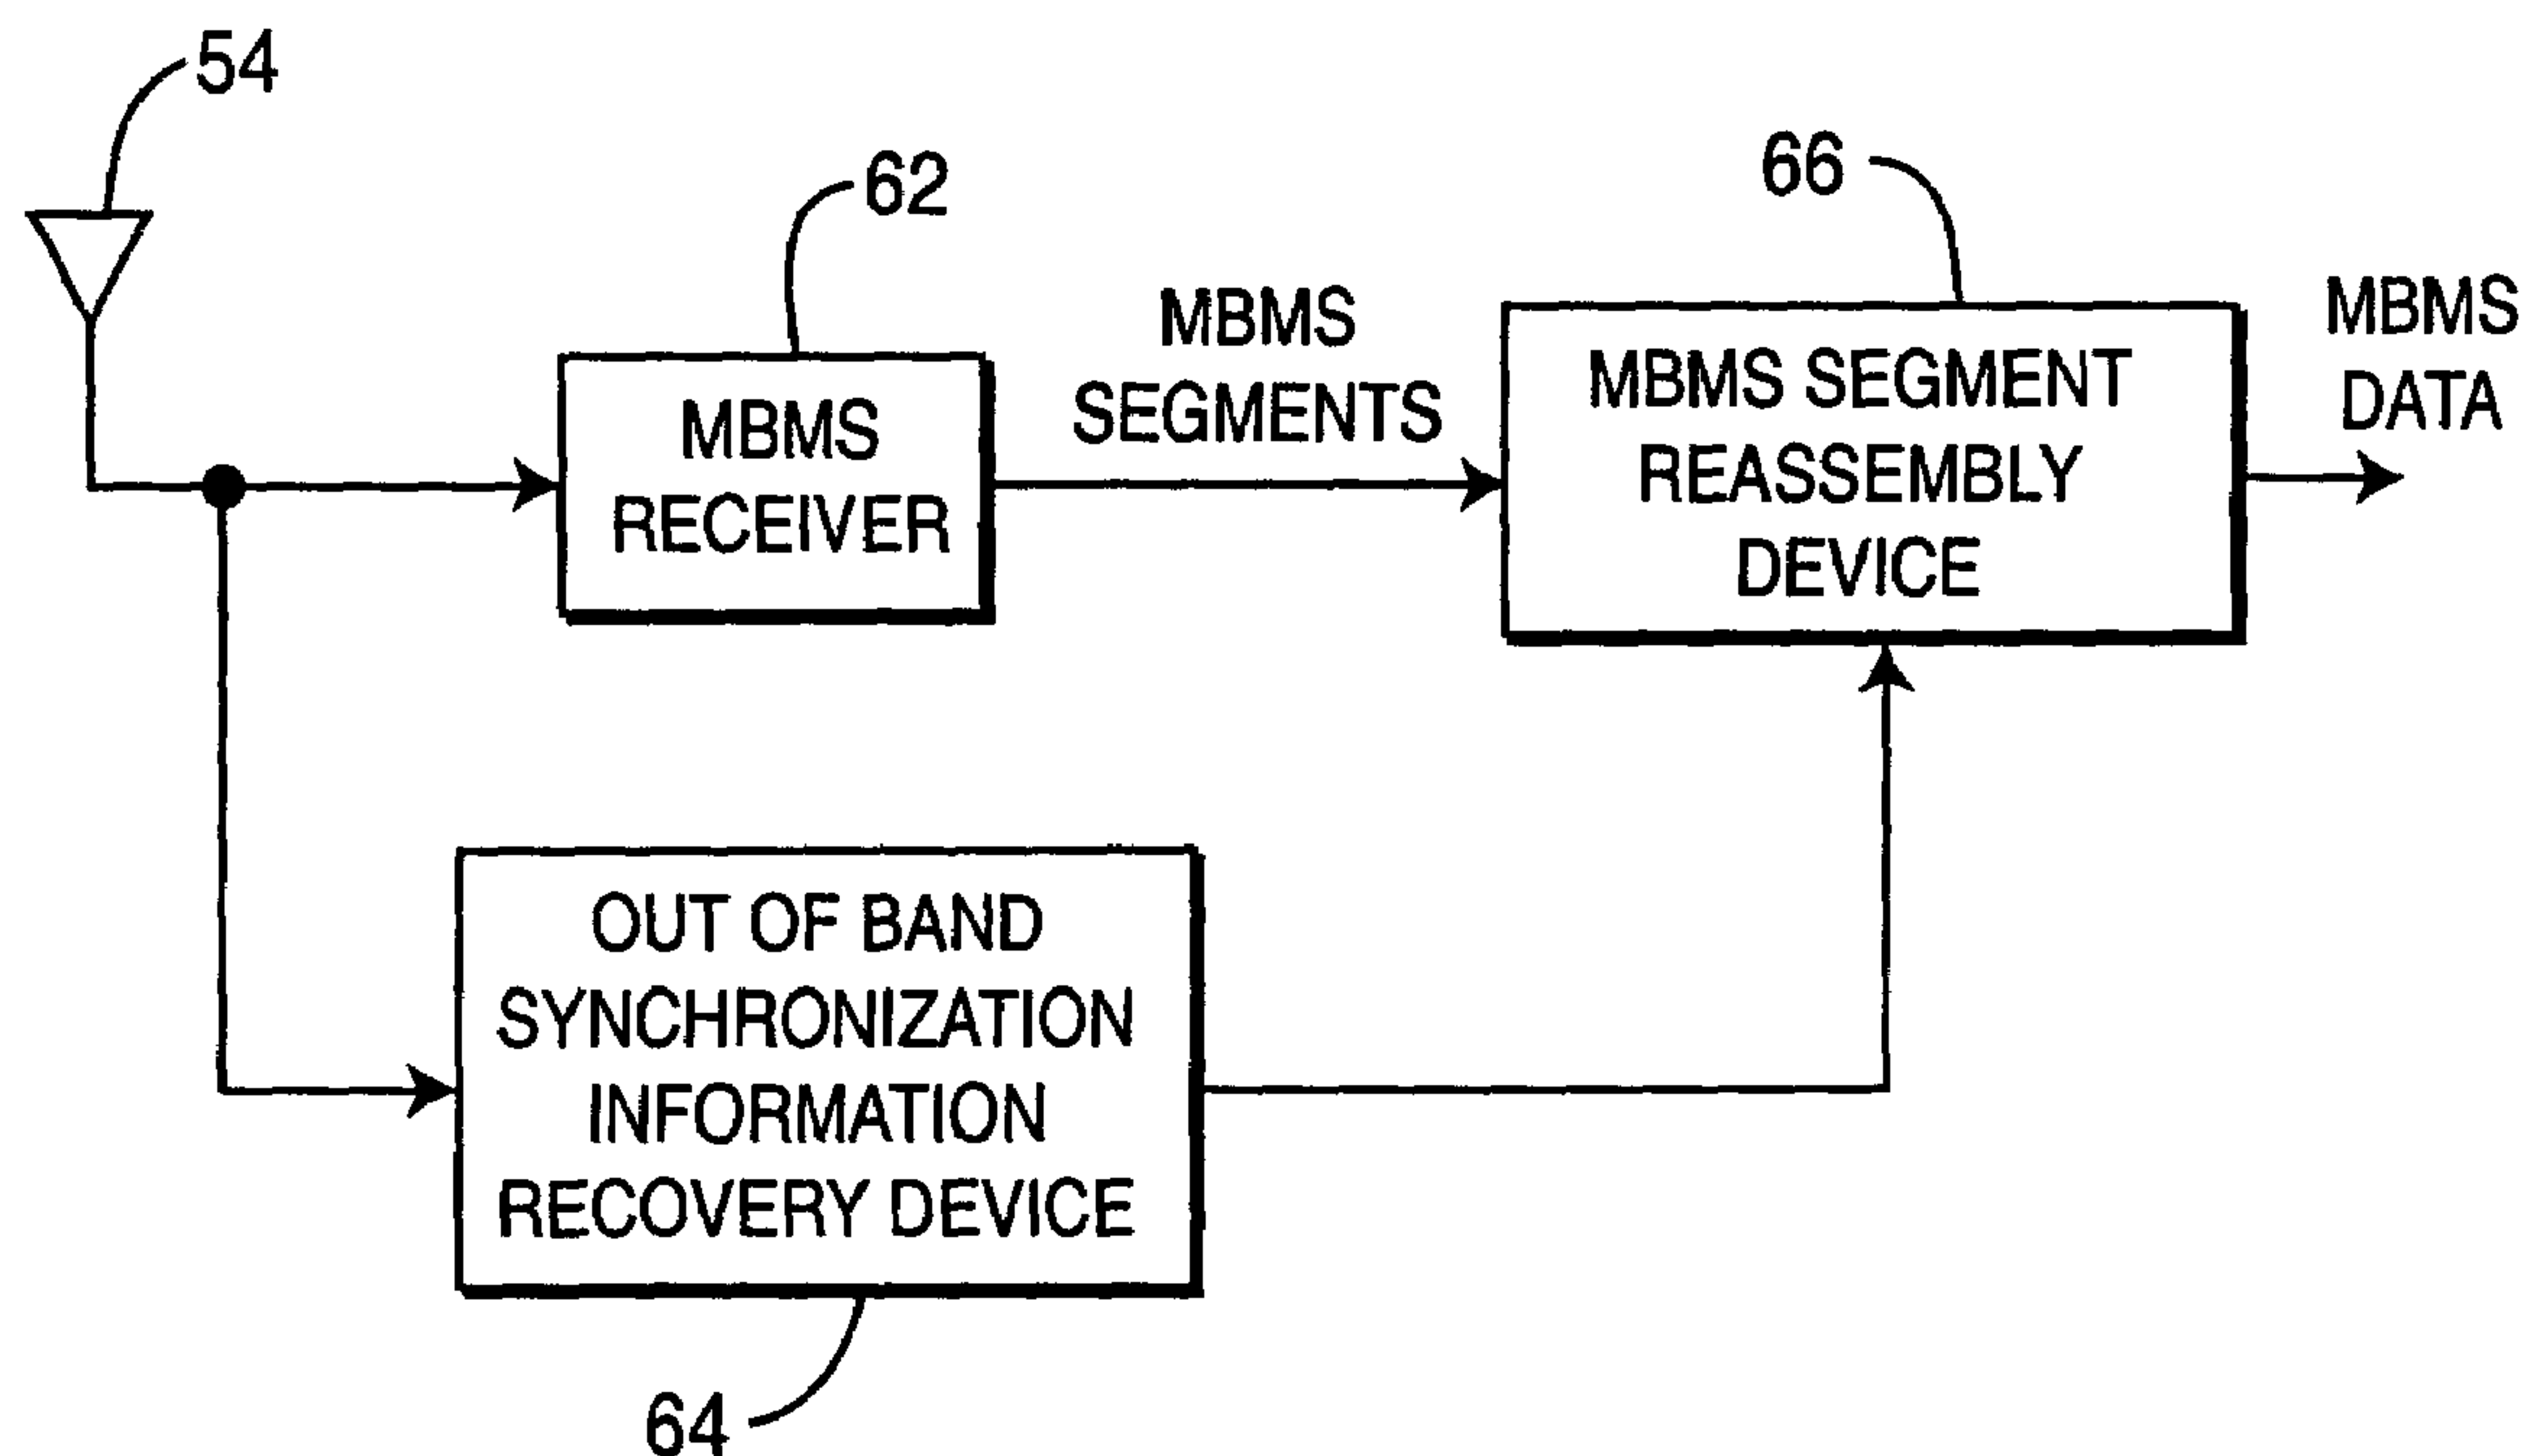 54
62
66
MBMS
SEGMENTS
MBMS
DATA
MBMS
RECEIVER
MBMS SEGMENT
REASSEMBLY
DEVICE
OUT OF BAND
SYNCHRONIZATION
INFORMATION
RECOVERY DEVICE
64